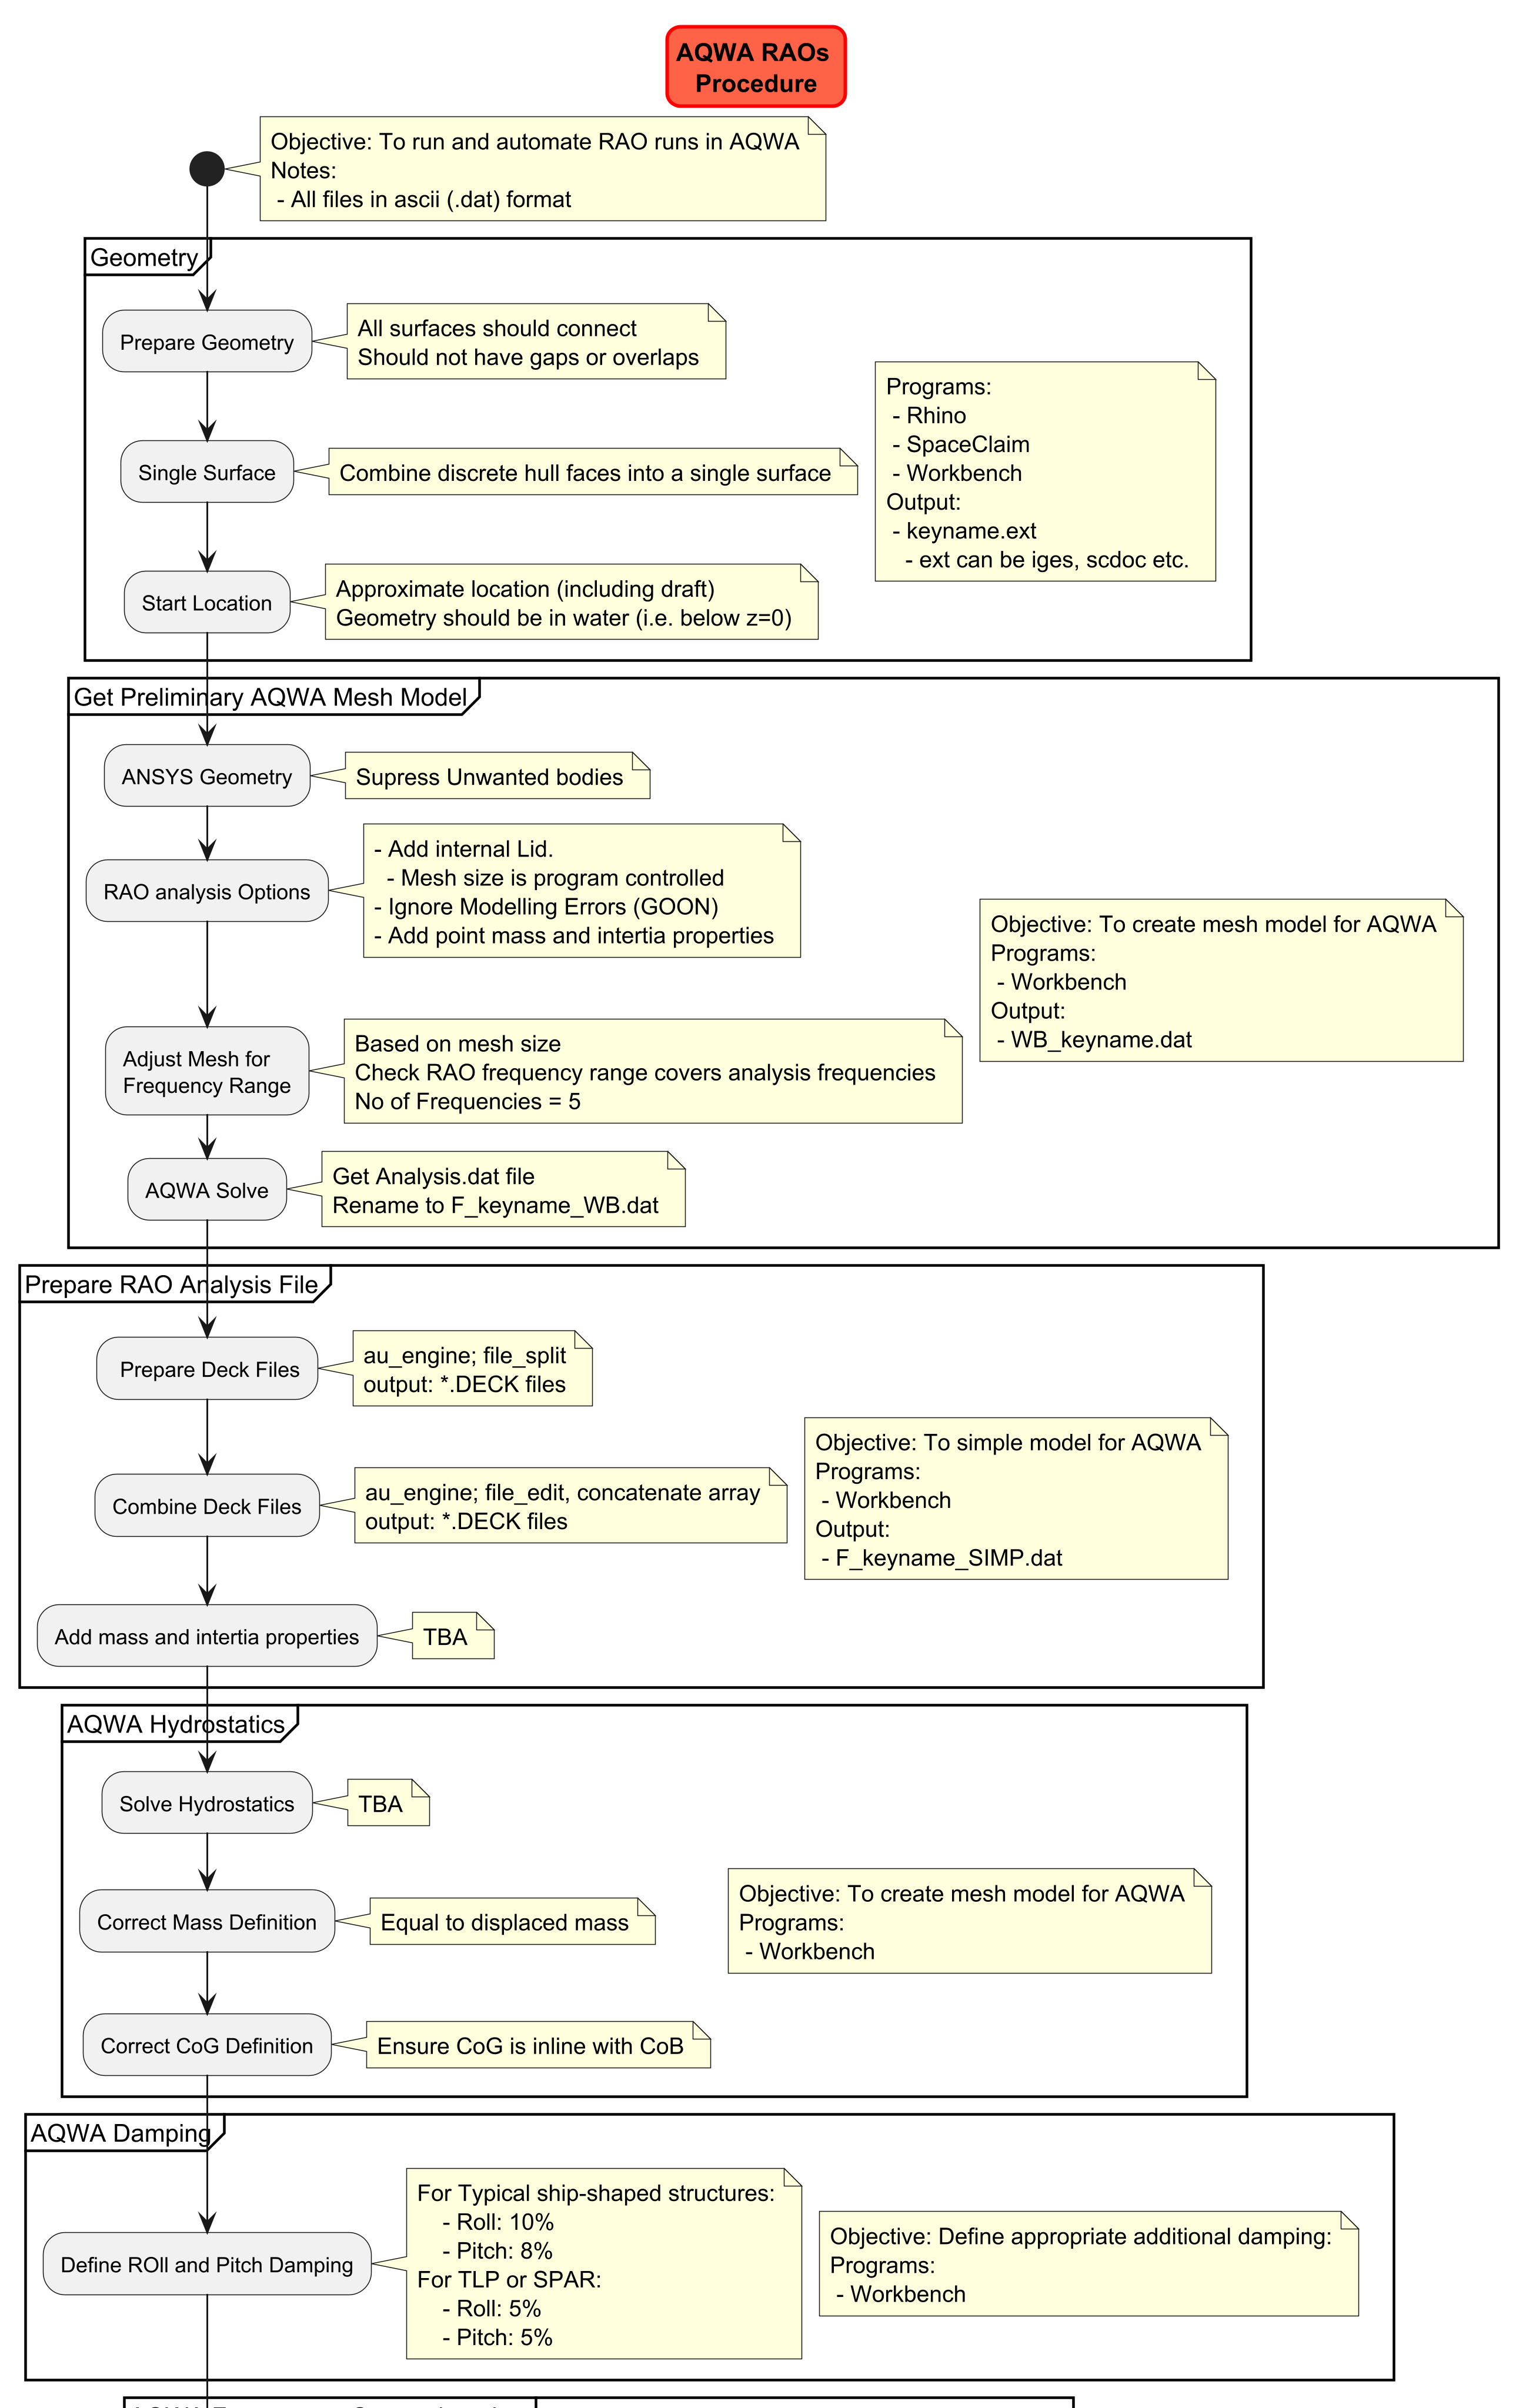 AQWA RAOs
Procedure
Objective: To run and automate RAO runs in AQWA
Notes:
- All files in ascii (.dat) format
Geometry
Prepare Geometry
All surfaces should connect
Should not have gaps or overlaps
Single Surface
Combine discrete hull faces into a single surface
Start Location
Approximate location (including draft)
Geometry should be in water (i.e. below z=0)
Programs:
- Rhino
- SpaceClaim
- Workbench
Output:
- keyname.ext
- ext can be iges, scdoc etc.
Get Preliminary AQWA Mesh Model
ANSYS Geometry
Supress Unwanted bodies
RAO analysis Options
- Add internal Lid.
- Mesh size is program controlled
- Ignore Modelling Errors (GOON)
- Add point mass and intertia properties
Adjust Mesh for
Frequency Range
Based on mesh size
Check RAO frequency range covers analysis frequencies
No of Frequencies = 5
AQWA Solve
Get Analysis.dat file
Rename to F_keyname_WB.dat
Objective: To create mesh model for AQWA
Programs:
- Workbench
Output:
- WB_keyname.dat
Prepare RAO Analysis File
Prepare Deck Files
au_engine; file_split
output: *.DECK files
Combine Deck Files
au_engine; file_edit, concatenate array
output: *.DECK files
Add mass and intertia properties
TBA
Objective: To simple model for AQWA
Programs:
- Workbench
Output:
- F_keyname_SIMP.dat
AQWA Hydrostatics
Solve Hydrostatics
TBA
Correct Mass Definition
Equal to displaced mass
Correct CoG Definition
Ensure CoG is inline with CoB
Objective: To create mesh model for AQWA
Programs:
- Workbench
AQWA Damping
Define ROll and Pitch Damping
For Typical ship-shaped structures:
- Roll: 10%
- Pitch: 8%
For TLP or SPAR:
- Roll: 5%
- Pitch: 5%
Objective: Define appropriate additional damping:
Programs:
- Workbench